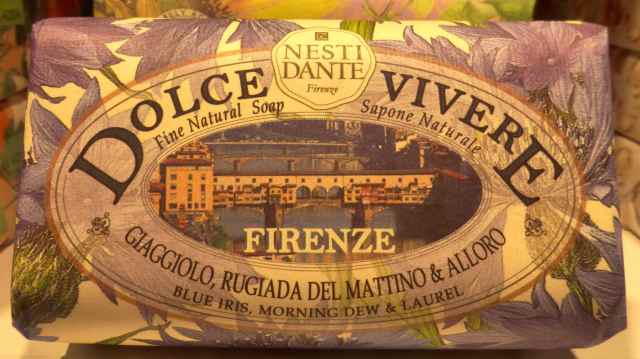 NESTI
DANTE
Firenze
DOLCE VIVERE
Fine Natural Soap
Sapone Naturale
FIRENZE
GIAGGIOLO, RUGIADA DEL MATTINO & ALLORO
BLUE IRIS, MORNING DEW & LAUREL